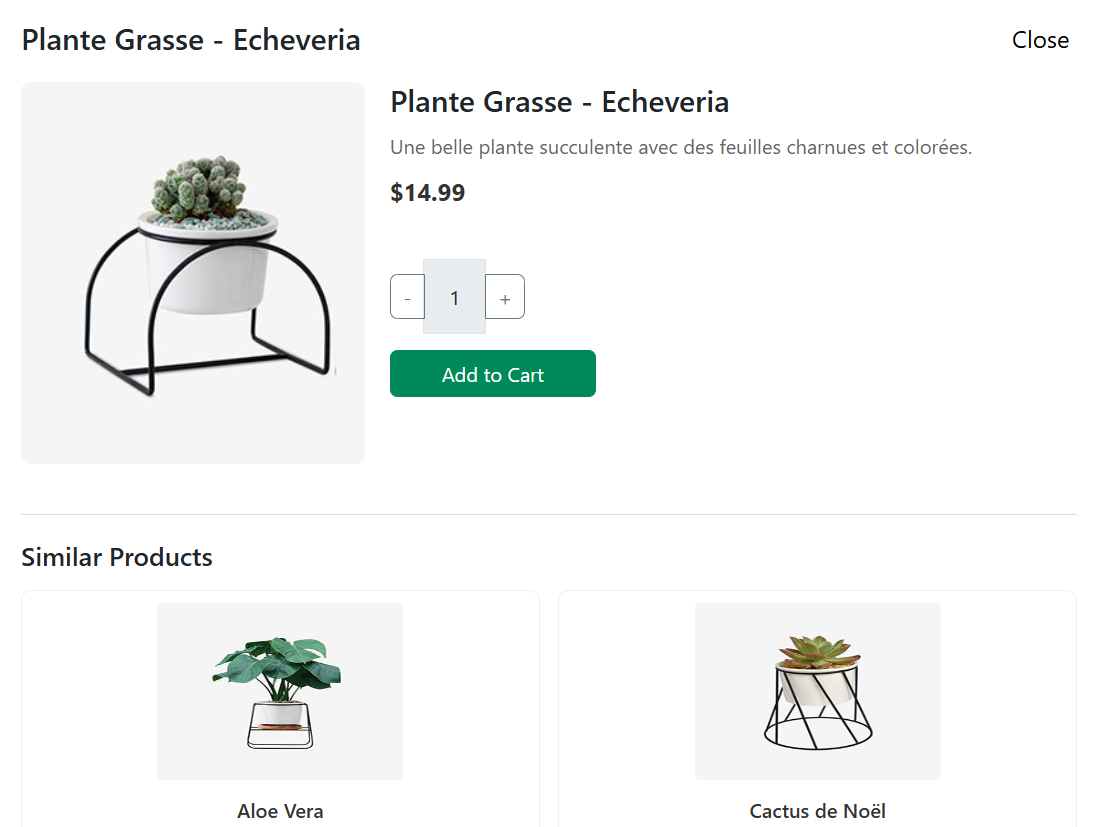 Plante Grasse - Echeveria
Close
Plante Grasse - Echeveria
Une belle plante succulente avec des feuilles charnues et colorées.
$14.99
- 1 +
Add to Cart
Similar Products
Aloe Vera
Cactus de Noël